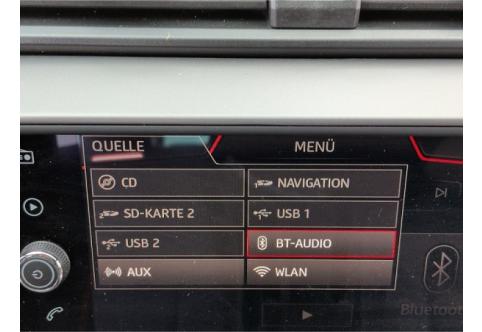 QUELLE
MENÜ
CD
NAVIGATION
SD-KARTE 2
USB 1
USB 2
BT-AUDIO
AUX
WLAN